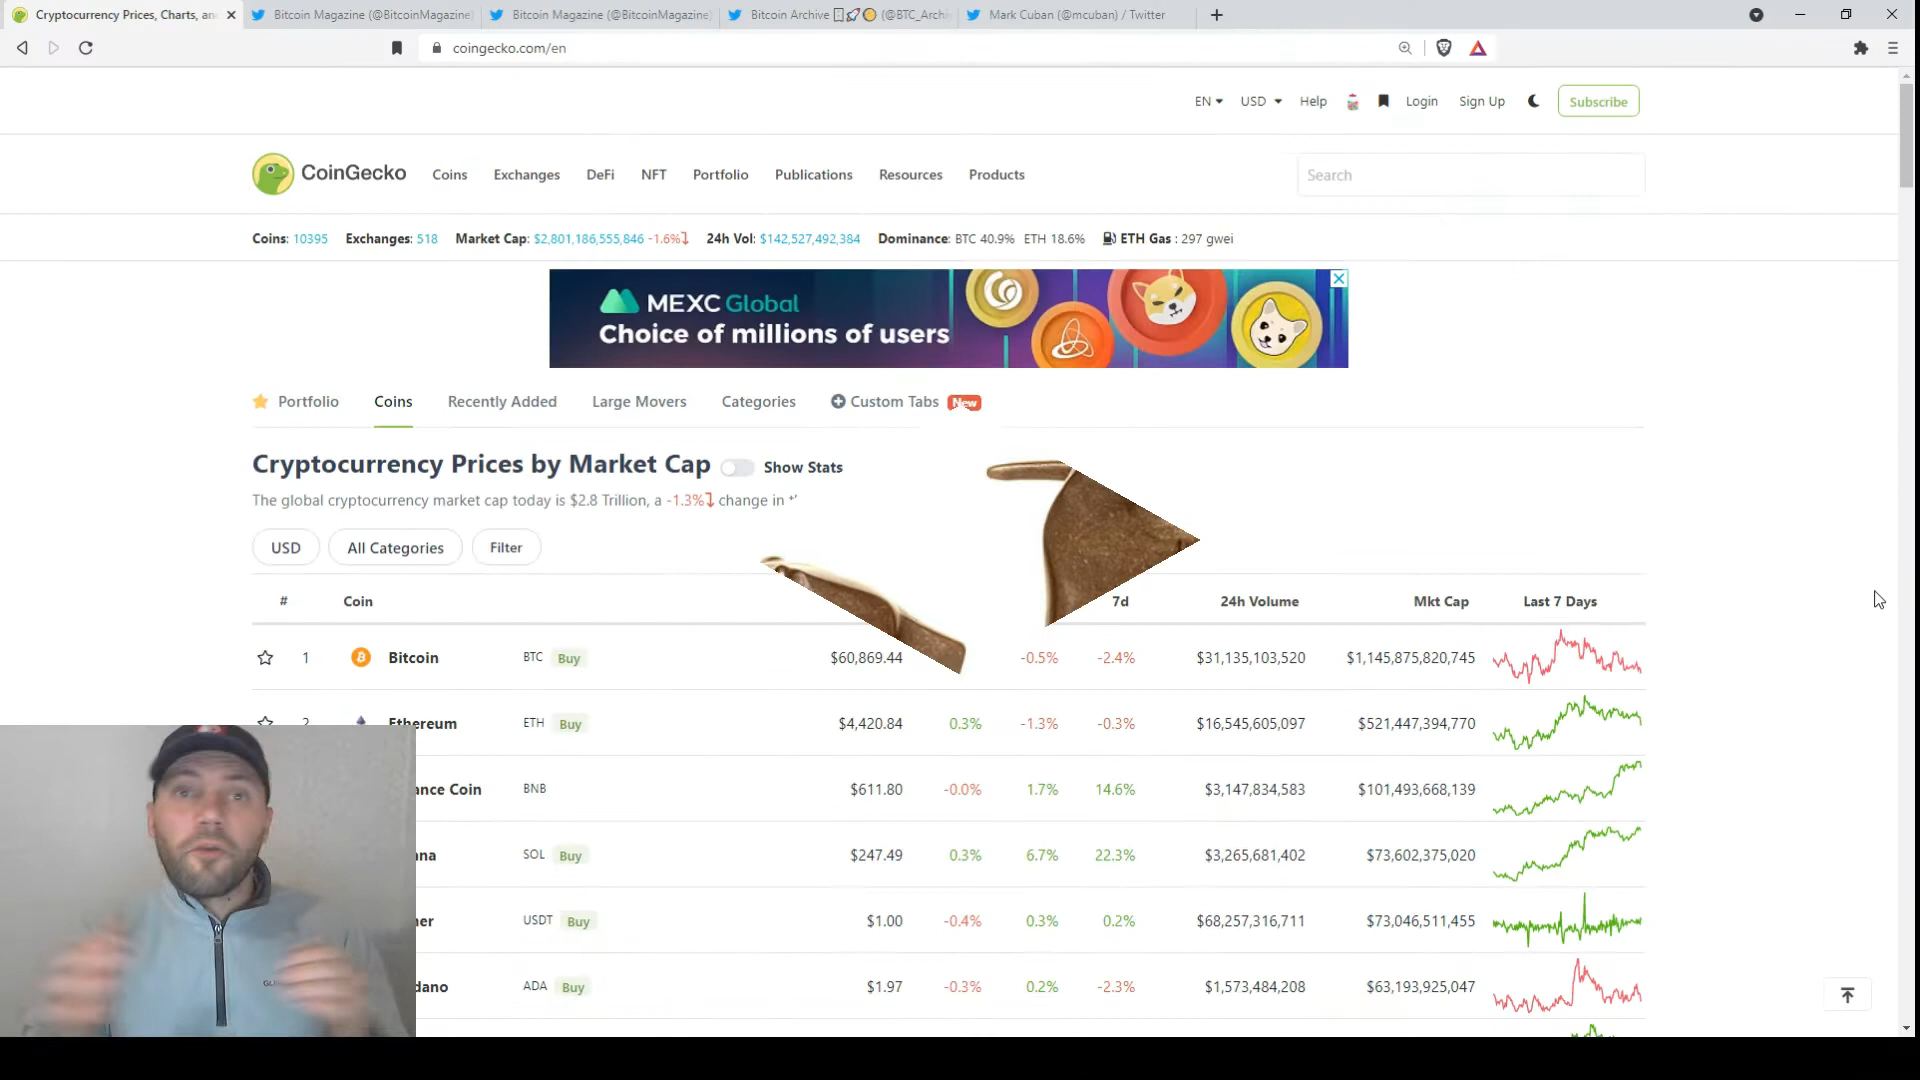 Cryptocurrency Prices, Charts, an
Bitcoin Magazine (@BitcoinMagazine)
Bitcoin Magazine (@BitcoinMagazine)
Bitcoin Archive (@BTC_Archi
Mark Cuban (@mcuban) / Twitter
coingecko.com/en
EN USD Help Login Sign Up Subscribe
CoinGecko Coins Exchanges DeFi NFT Portfolio Publications Resources Products Search
Coins: 10395 Exchanges: 518 Market Cap: $2,801,186,555,846 -1.6% 24h Vol: $142,527,492,384 Dominance: BTC 40.9% ETH 18.6% ETH Gas : 297 gwei
MEXC Global
Choice of millions of users
Portfolio Coins Recently Added Large Movers Categories Custom Tabs New
Cryptocurrency Prices by Market Cap Show Stats
The global cryptocurrency market cap today is $2.8 Trillion, a -1.3% change in
USD All Categories Filter
# Coin 7d 24h Volume Mkt Cap Last 7 Days
1 Bitcoin BTC Buy $60,869.44 -0.5% -2.4% $31,135,103,520 $1,145,875,820,745
2 Ethereum ETH Buy $4,420.84 0.3% -1.3% -0.3% $16,545,605,097 $521,447,394,770
ance Coin BNB $611.80 -0.0% 1.7% 14.6% $3,147,834,583 $101,493,668,139
ana SOL Buy $247.49 0.3% 6.7% 22.3% $3,265,681,402 $73,602,375,020
er USDT Buy $1.00 -0.4% 0.3% 0.2% $68,257,316,711 $73,046,511,455
dano ADA Buy $1.97 -0.3% 0.2% -2.3% $1,573,484,208 $63,193,925,047